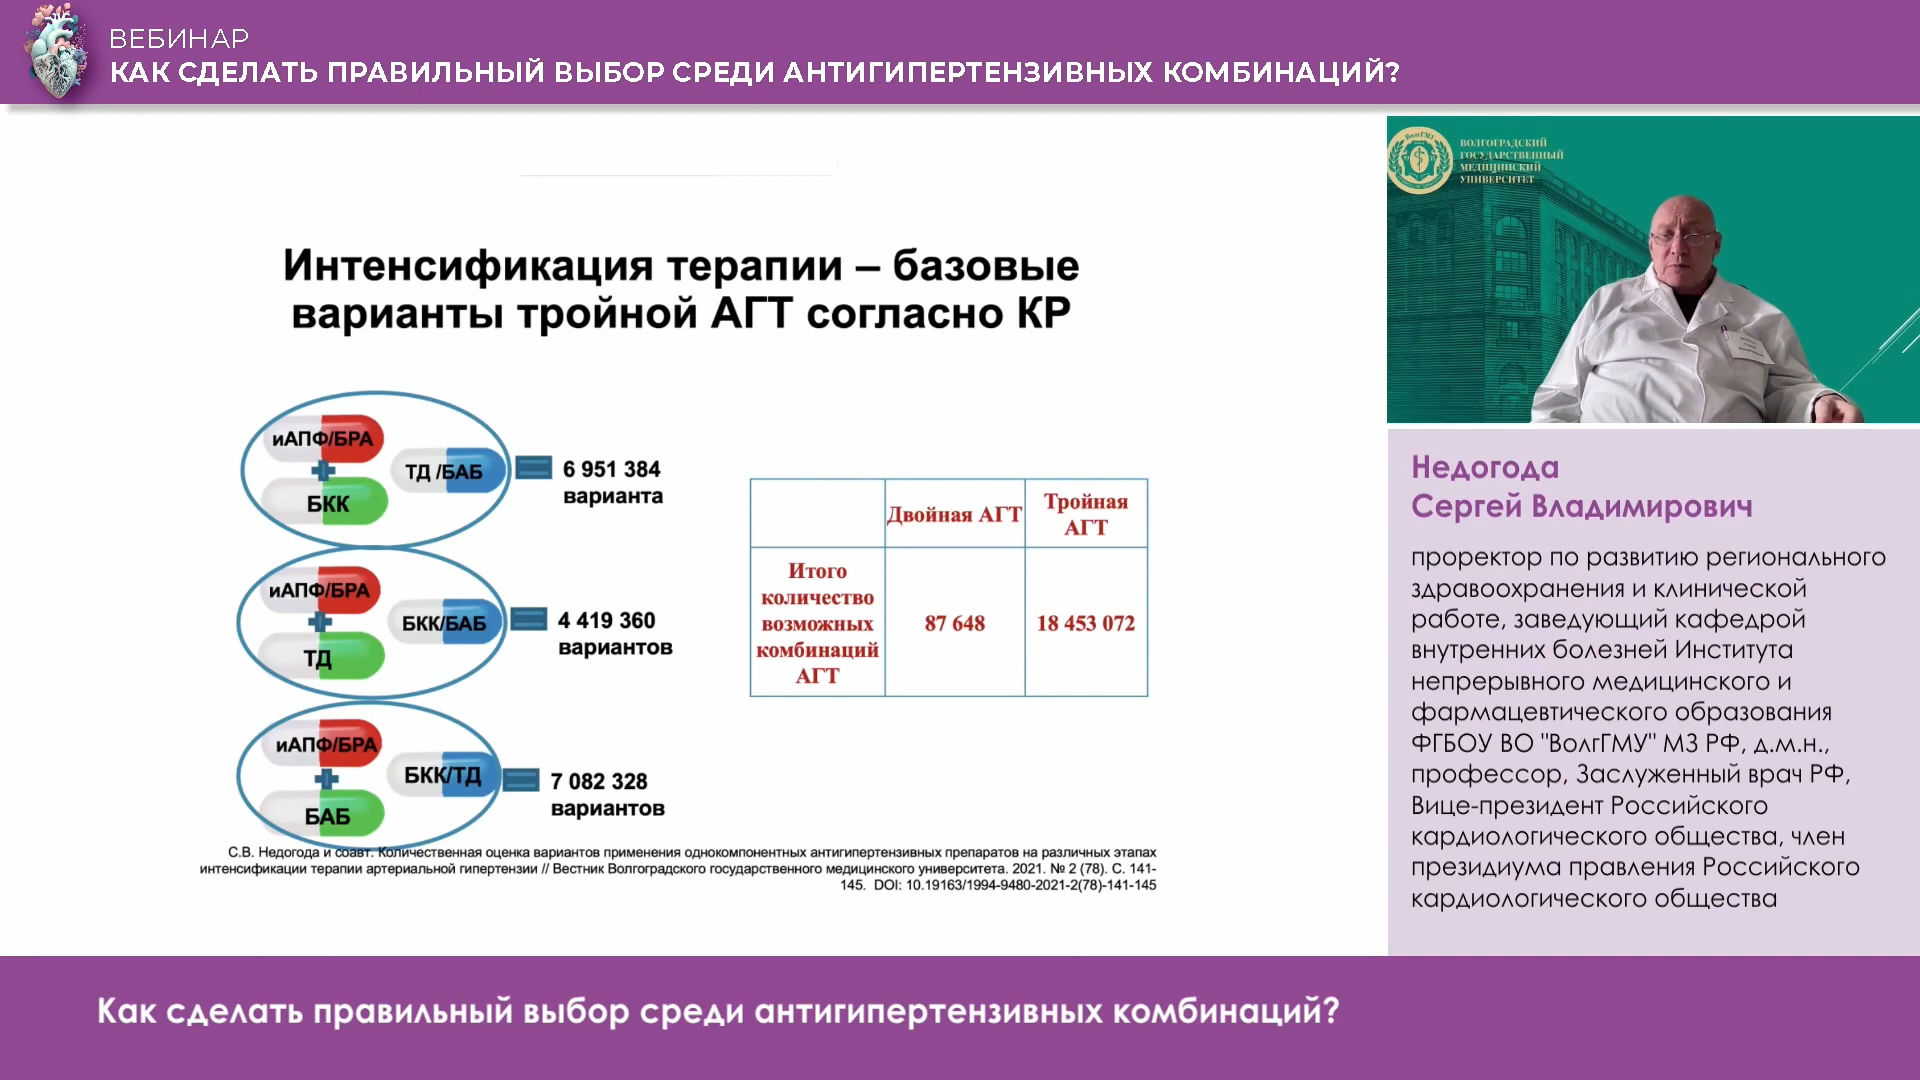 ВЕБИНАР
КАК СДЕЛАТЬ ПРАВИЛЬНЫЙ ВЫБОР СРЕДИ АНТИГИПЕРТЕНЗИВНЫХ КОМБИНАЦИЙ?
Интенсификация терапии – базовые
варианты тройной АГТ согласно КР
иАПФ/БРА
БКК
ТД /БАБ
6 951 384
варианта
иАПФ/БРА
ТД
БКК/БАБ
4 419 360
вариантов
иАПФ/БРА
БАБ
БКК/ТД
7 082 328
вариантов
Двойная АГТ
Тройная
АГТ
Итого
количество
возможных
комбинаций
АГТ
87 648
18 453 072
С.В. Недогода и соавт. Количественная оценка вариантов применения однокомпонентных антигипертензивных препаратов на различных этапах
интенсификации терапии артериальной гипертензии // Вестник Волгоградского государственного медицинского университета. 2021. № 2 (78). С. 141-
145. DOI: 10.19163/1994-9480-2021-2(78)-141-145
ВолгГМУ
ВОЛГОГРАДСКИЙ
ГОСУДАРСТВЕННЫЙ
МЕДИЦИНСКИЙ
УНИВЕРСИТЕТ
Недогода
Сергей Владимирович
проректор по развитию регионального
здравоохранения и клинической
работе, заведующий кафедрой
внутренних болезней Института
непрерывного медицинского и
фармацевтического образования
ФГБОУ ВО "ВолгГМУ" МЗ РФ, д.м.н.,
профессор, Заслуженный врач РФ,
Вице-президент Российского
кардиологического общества, член
президиума правления Российского
кардиологического общества
Как сделать правильный выбор среди антигипертензивных комбинаций?